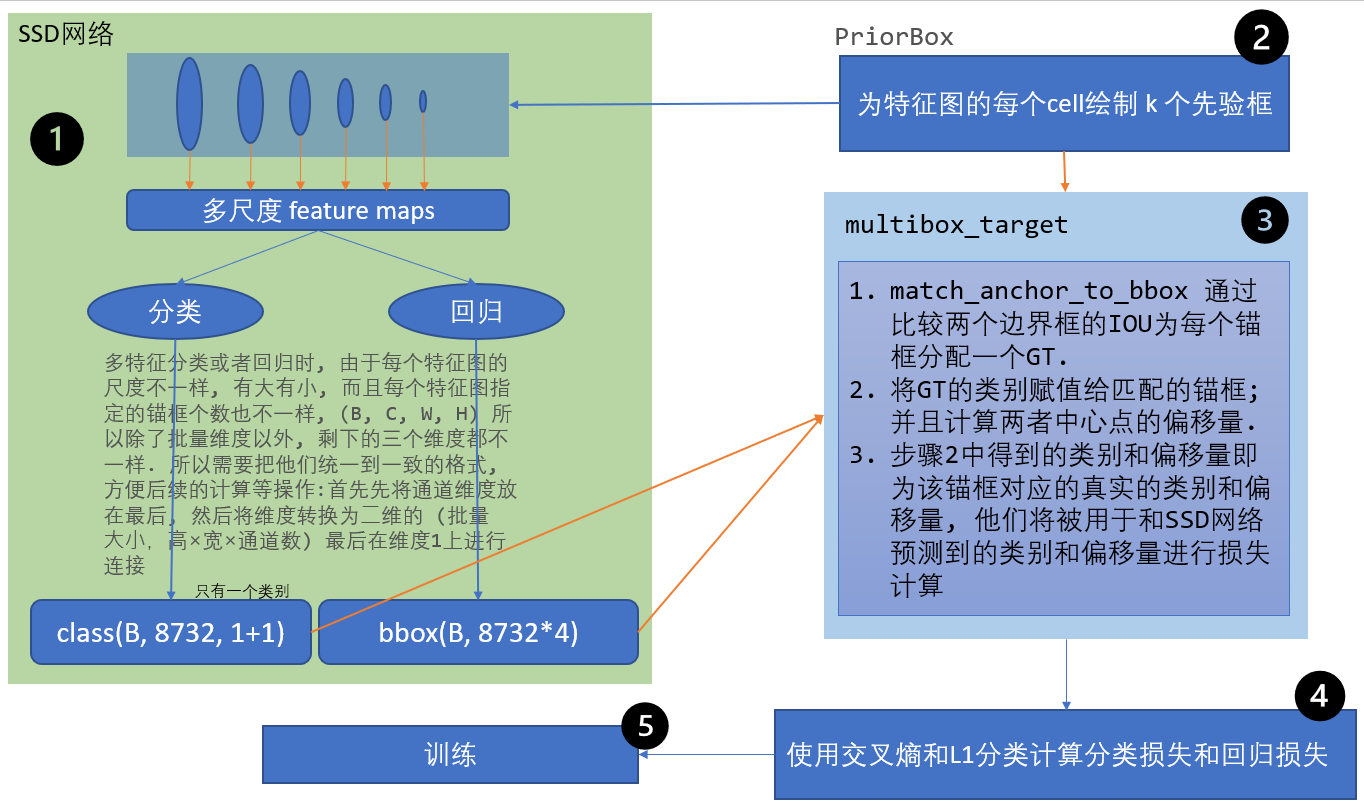 SSD网络
1
多尺度 feature maps
分类
回归
多特征分类或者回归时, 由于每个特征图的
尺度不一样, 有大有小, 而且每个特征图指
定的锚框个数也不一样, (B, C, W, H) 所
以除了批量维度以外, 剩下的三个维度都不
一样. 所以需要把他们统一到一致的格式,
方便后续的计算等操作:首先先将通道维度放
在最后, 然后将维度转换为二维的 (批量
大小, 高×宽×通道数) 最后在维度1上进行
连接
只有一个类别
class(B, 8732, 1+1)
bbox(B, 8732*4)
PriorBox
2
为特征图的每个cell绘制 k 个先验框
multibox_target
3
1. match_anchor_to_bbox 通过
比较两个边界框的IOU为每个锚
框分配一个GT.
2. 将GT的类别赋值给匹配的锚框;
并且计算两者中心点的偏移量.
3. 步骤2中得到的类别和偏移量即
为该锚框对应的真实的类别和偏
移量, 他们将被用于和SSD网络
预测到的类别和偏移量进行损失
计算
4
使用交叉熵和L1分类计算分类损失和回归损失
5
训练